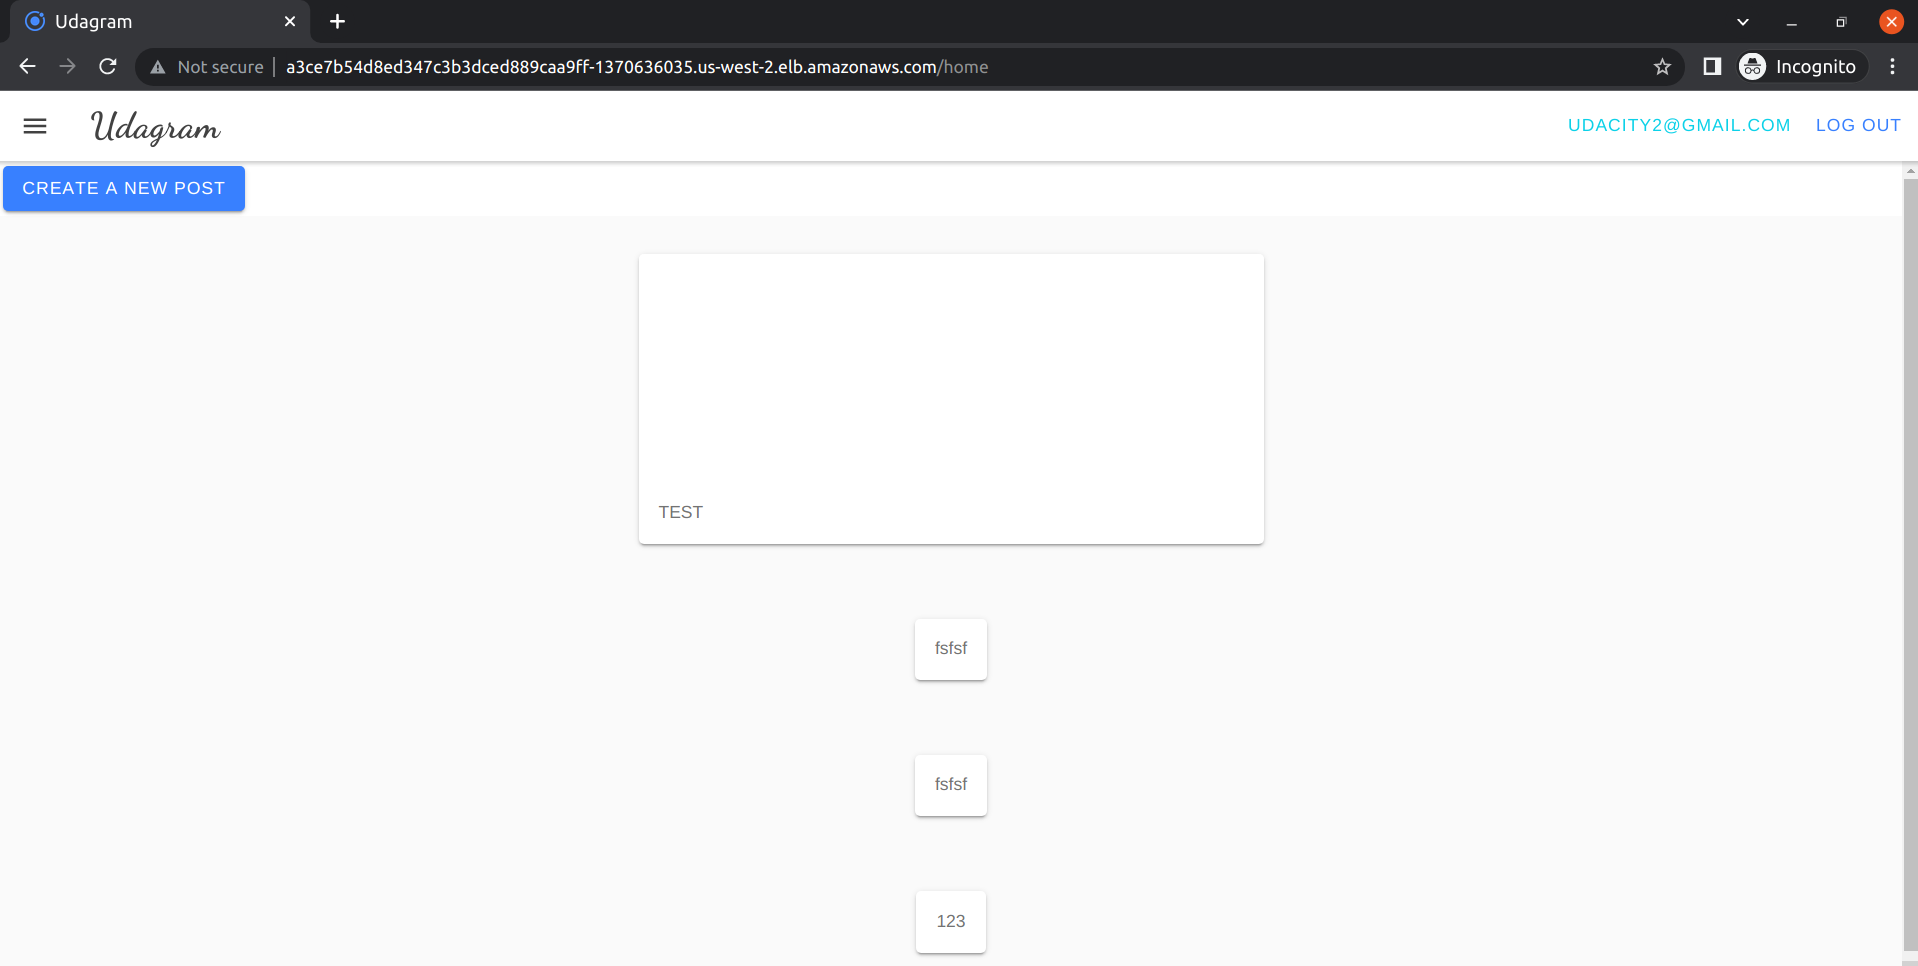 Udagram
Not secure a3ce7b54d8ed347c3b3dced889caa9ff-1370636035.us-west-2.elb.amazonaws.com/home Incognito
Udagram UDACITY2@GMAIL.COM LOG OUT
CREATE A NEW POST
TEST
fsfsf
fsfsf
123